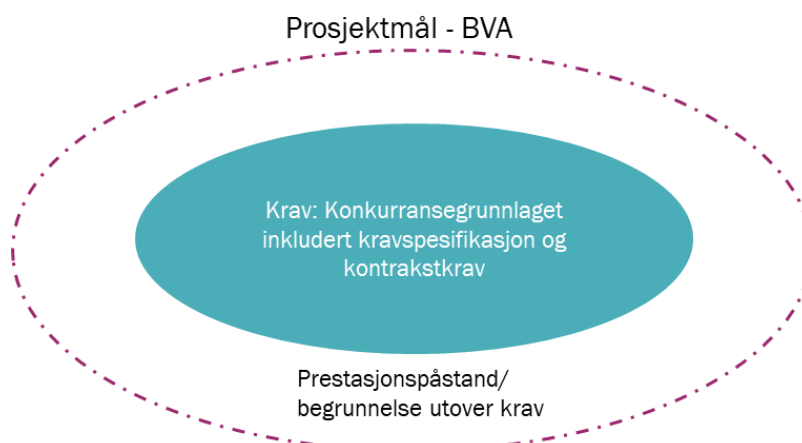 Prosjektmål - BVA
Krav: Konkurransegrunnlaget
inkludert kravspesifikasjon og
kontrakstkrav
Prestasjonspåstand/
begrunnelse utover krav